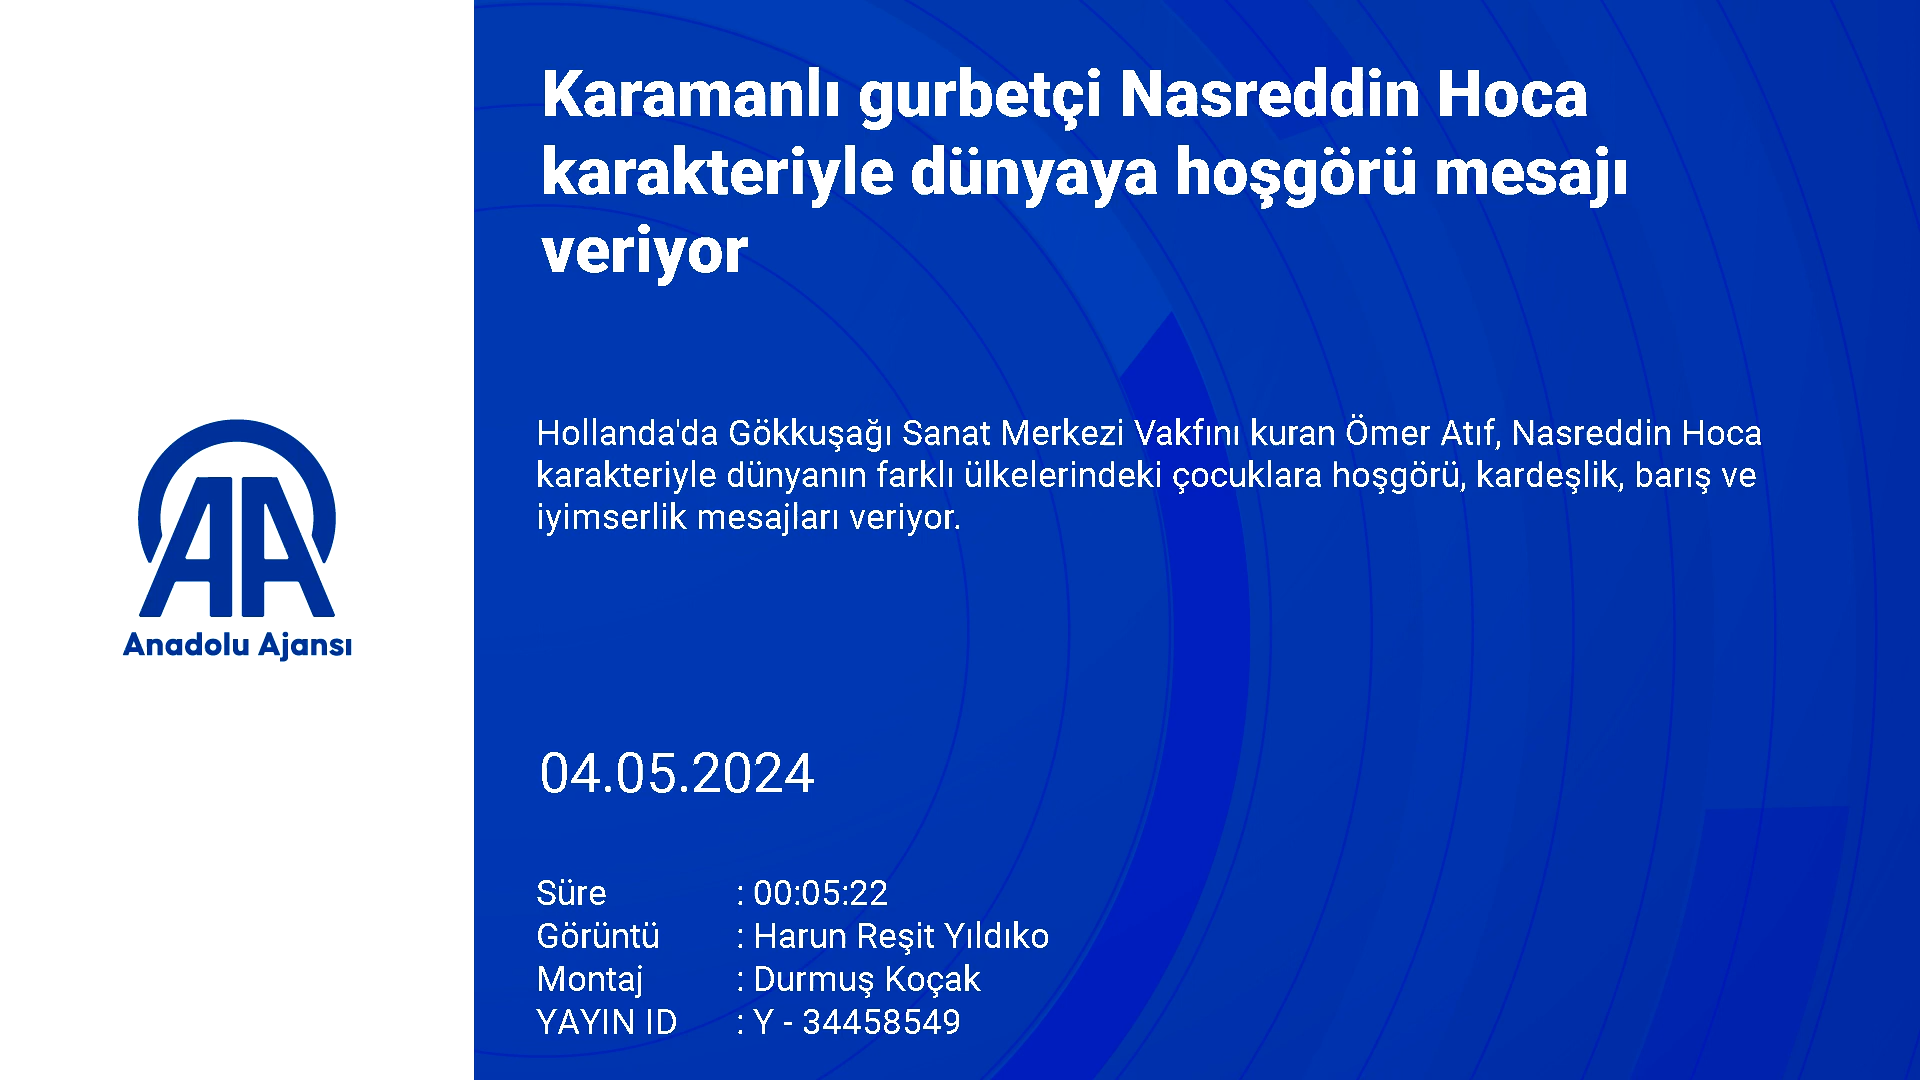 Karamanlı gurbetçi Nasreddin Hoca
karakteriyle dünyaya hoşgörü mesajı
veriyor
Hollanda'da Gökkuşağı Sanat Merkezi Vakfını kuran Ömer Atıf, Nasreddin Hoca
karakteriyle dünyanın farklı ülkelerindeki çocuklara hoşgörü, kardeşlik, barış ve
iyimserlik mesajları veriyor.
AA
Anadolu Ajansı
04.05.2024
Süre : 00:05:22
Görüntü : Harun Reşit Yıldıko
Montaj : Durmuş Koçak
YAYIN ID : Y - 34458549